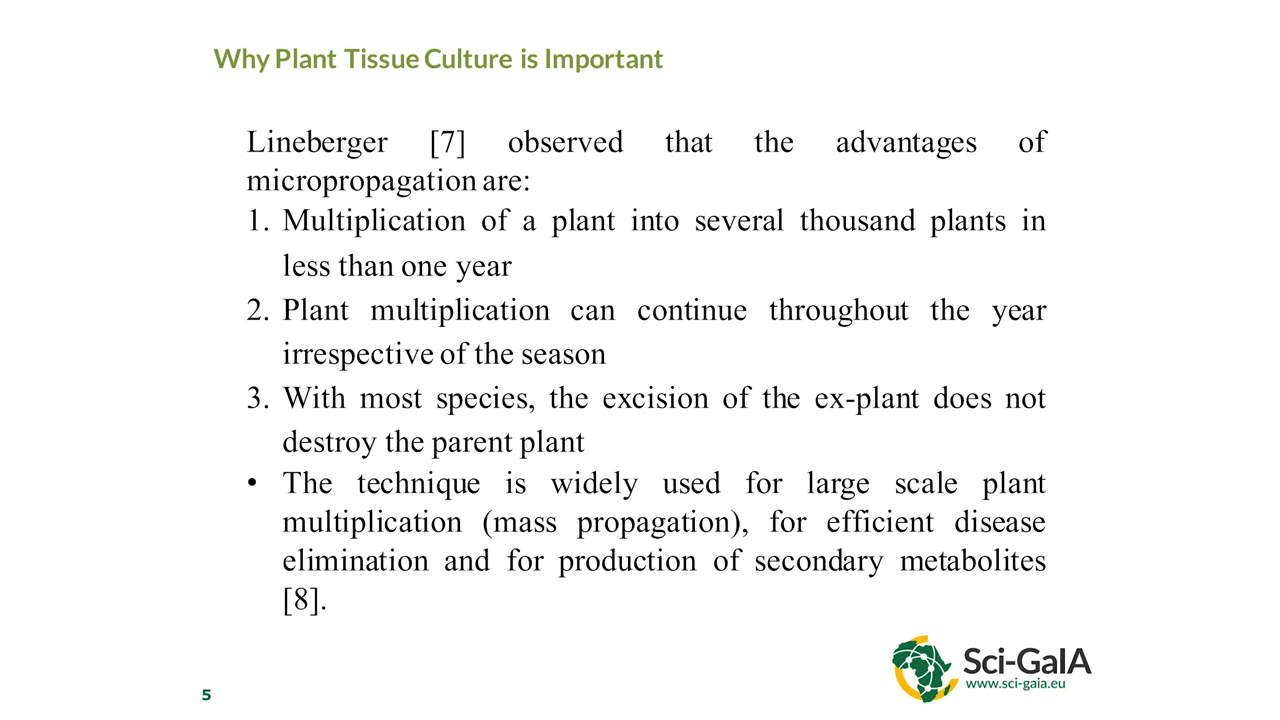 Why Plant Tissue Culture is Important
Lineberger [7] observed that the advantages of
micropropagation are:
1. Multiplication of a plant into several thousand plants in
less than one year
2. Plant multiplication can continue throughout the year
irrespective of the season
3. With most species, the excision of the ex-plant does not
destroy the parent plant
• The technique is widely used for large scale plant
multiplication (mass propagation), for efficient disease
elimination and for production of secondary metabolites
[8].
Sci-GaIA
www.sci-gaia.eu
5